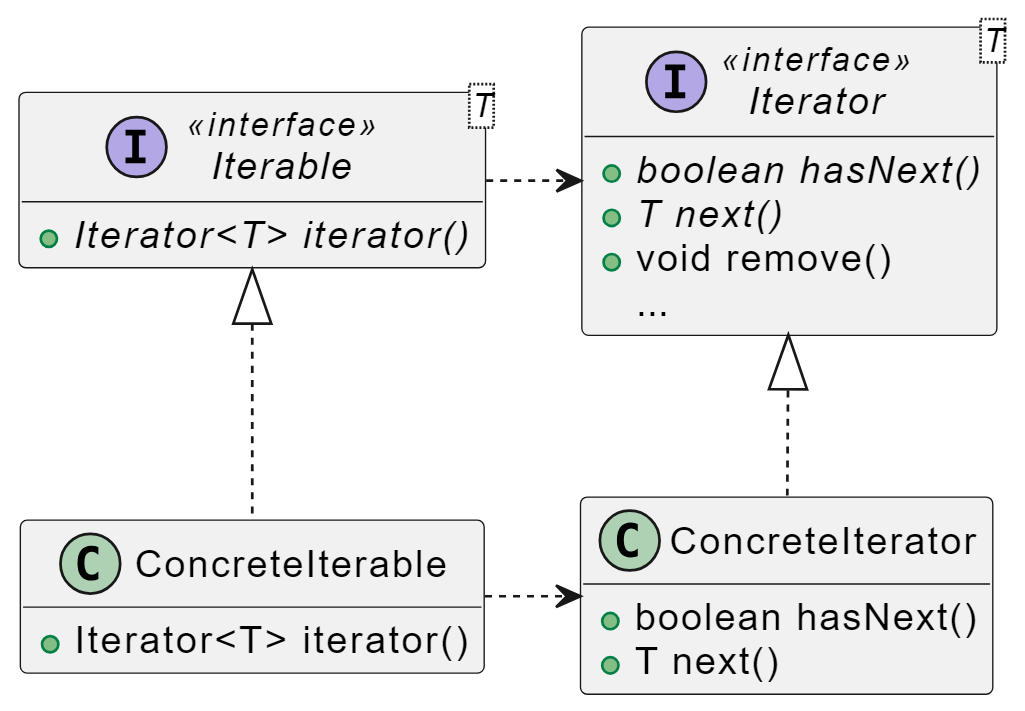 T
I
«interface»
Iterable
Iterator<T> iterator()
T
I
«interface»
Iterator
boolean hasNext()
T next()
void remove()
...
C
ConcreteIterable
Iterator<T> iterator()
C
ConcreteIterator
boolean hasNext()
T next()